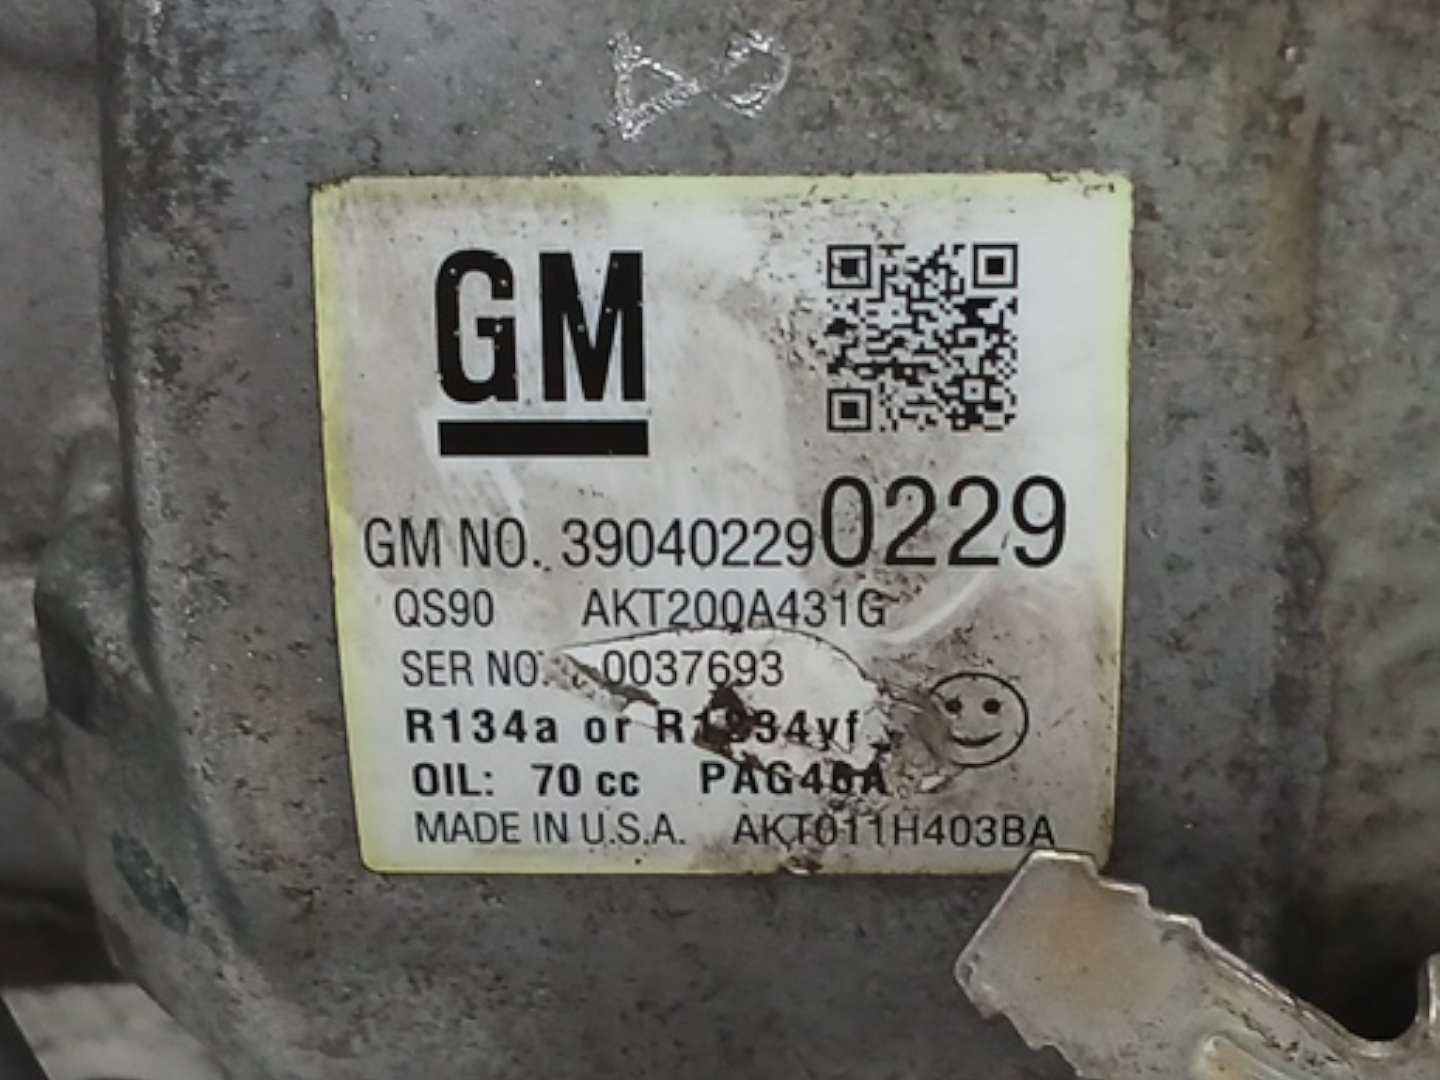 GM
GM NO. 39040229 0229
QS90 AKT200A431G
SER NO. 0037693
R134a or R1234yf
OIL: 70 cc PAG46A
MADE IN U.S.A. AKT011H403BA